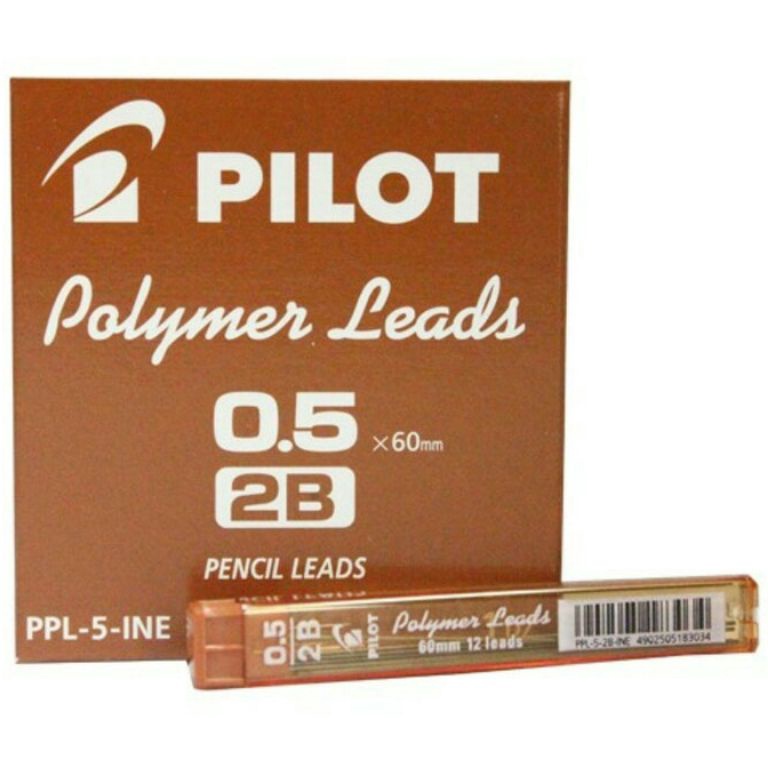 PILOT
Polymer Leads
0.5 ×60mm
2B
PENCIL LEADS
PPL-5-INE
0.5
2B
PILOT
Polymer Leads
60mm 12 leads
PPL-5-2B-INE 4902505183034